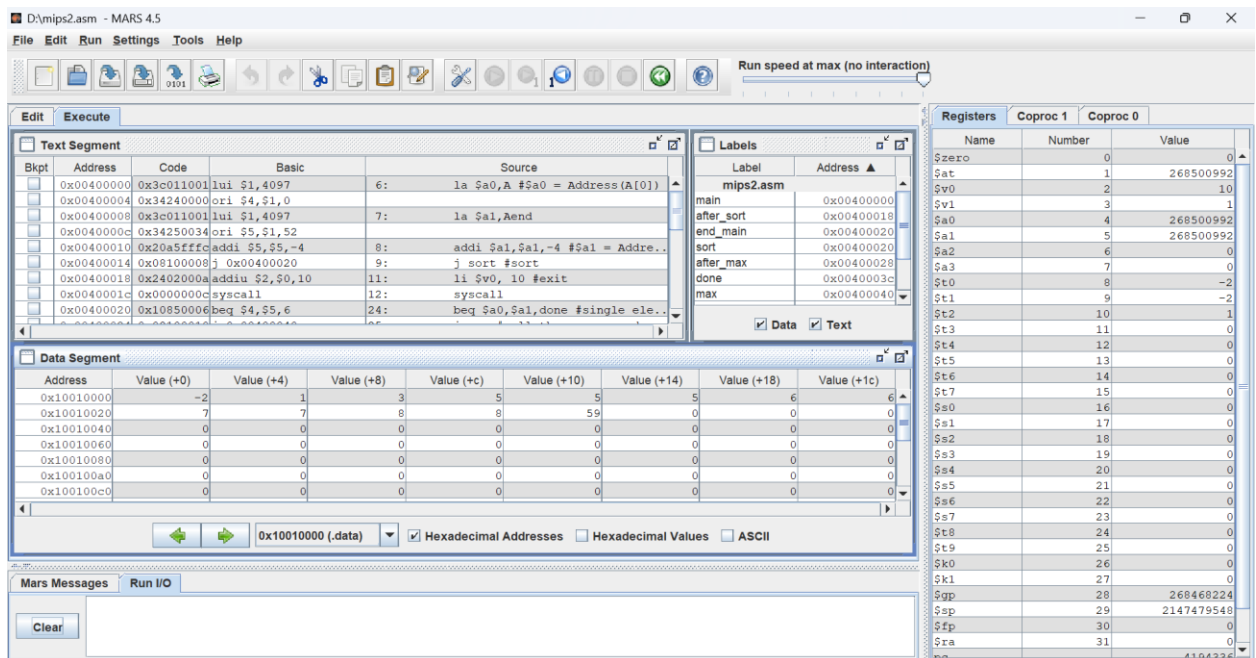 D:\mips2.asm - MARS 4.5
File Edit Run Settings Tools Help
Run speed at max (no interaction)
Edit Execute
Text Segment
Bkpt Address Code Basic Source
0x00400000 0x3c011001 lui $1,4097 6: la $a0,A #$a0 = Address(A[0])
0x00400004 0x34240000 ori $4,$1,0
0x00400008 0x3c011001 lui $1,4097 7: la $a1,Aend
0x0040000c 0x34250034 ori $5,$1,52
0x00400010 0x20a5fffc addi $5,$5,-4 8: addi $a1,$a1,-4 #$a1 = Addre..
0x00400014 0x08100008 j 0x00400020 9: j sort #sort
0x00400018 0x2402000a addiu $2,$0,10 11: li $v0, 10 #exit
0x0040001c 0x0000000c syscall 12: syscall
0x00400020 0x10850006 beq $4,$5,6 24: beq $a0,$a1,done #single ele..
Labels
Label Address ▲
mips2.asm
main 0x00400000
after_sort 0x00400018
end_main 0x00400020
sort 0x00400020
after_max 0x00400028
done 0x0040003c
max 0x00400040
Data Text
Data Segment
Address Value (+0) Value (+4) Value (+8) Value (+c) Value (+10) Value (+14) Value (+18) Value (+1c)
0x10010000 -2 1 3 5 5 5 6 6
0x10010020 7 7 8 8 59 0 0 0
0x10010040 0 0 0 0 0 0 0 0
0x10010060 0 0 0 0 0 0 0 0
0x10010080 0 0 0 0 0 0 0 0
0x100100a0 0 0 0 0 0 0 0 0
0x100100c0 0 0 0 0 0 0 0 0
0x10010000 (.data) Hexadecimal Addresses Hexadecimal Values ASCII
Mars Messages Run I/O
Clear
Registers Coproc 1 Coproc 0
Name Number Value
$zero 0 0
$at 1 268500992
$v0 2 10
$v1 3 1
$a0 4 268500992
$a1 5 268500992
$a2 6 0
$a3 7 0
$t0 8 -2
$t1 9 -2
$t2 10 1
$t3 11 0
$t4 12 0
$t5 13 0
$t6 14 0
$t7 15 0
$s0 16 0
$s1 17 0
$s2 18 0
$s3 19 0
$s4 20 0
$s5 21 0
$s6 22 0
$s7 23 0
$t8 24 0
$t9 25 0
$k0 26 0
$k1 27 0
$gp 28 268468224
$sp 29 2147479548
$fp 30 0
$ra 31 0
pc 4194336